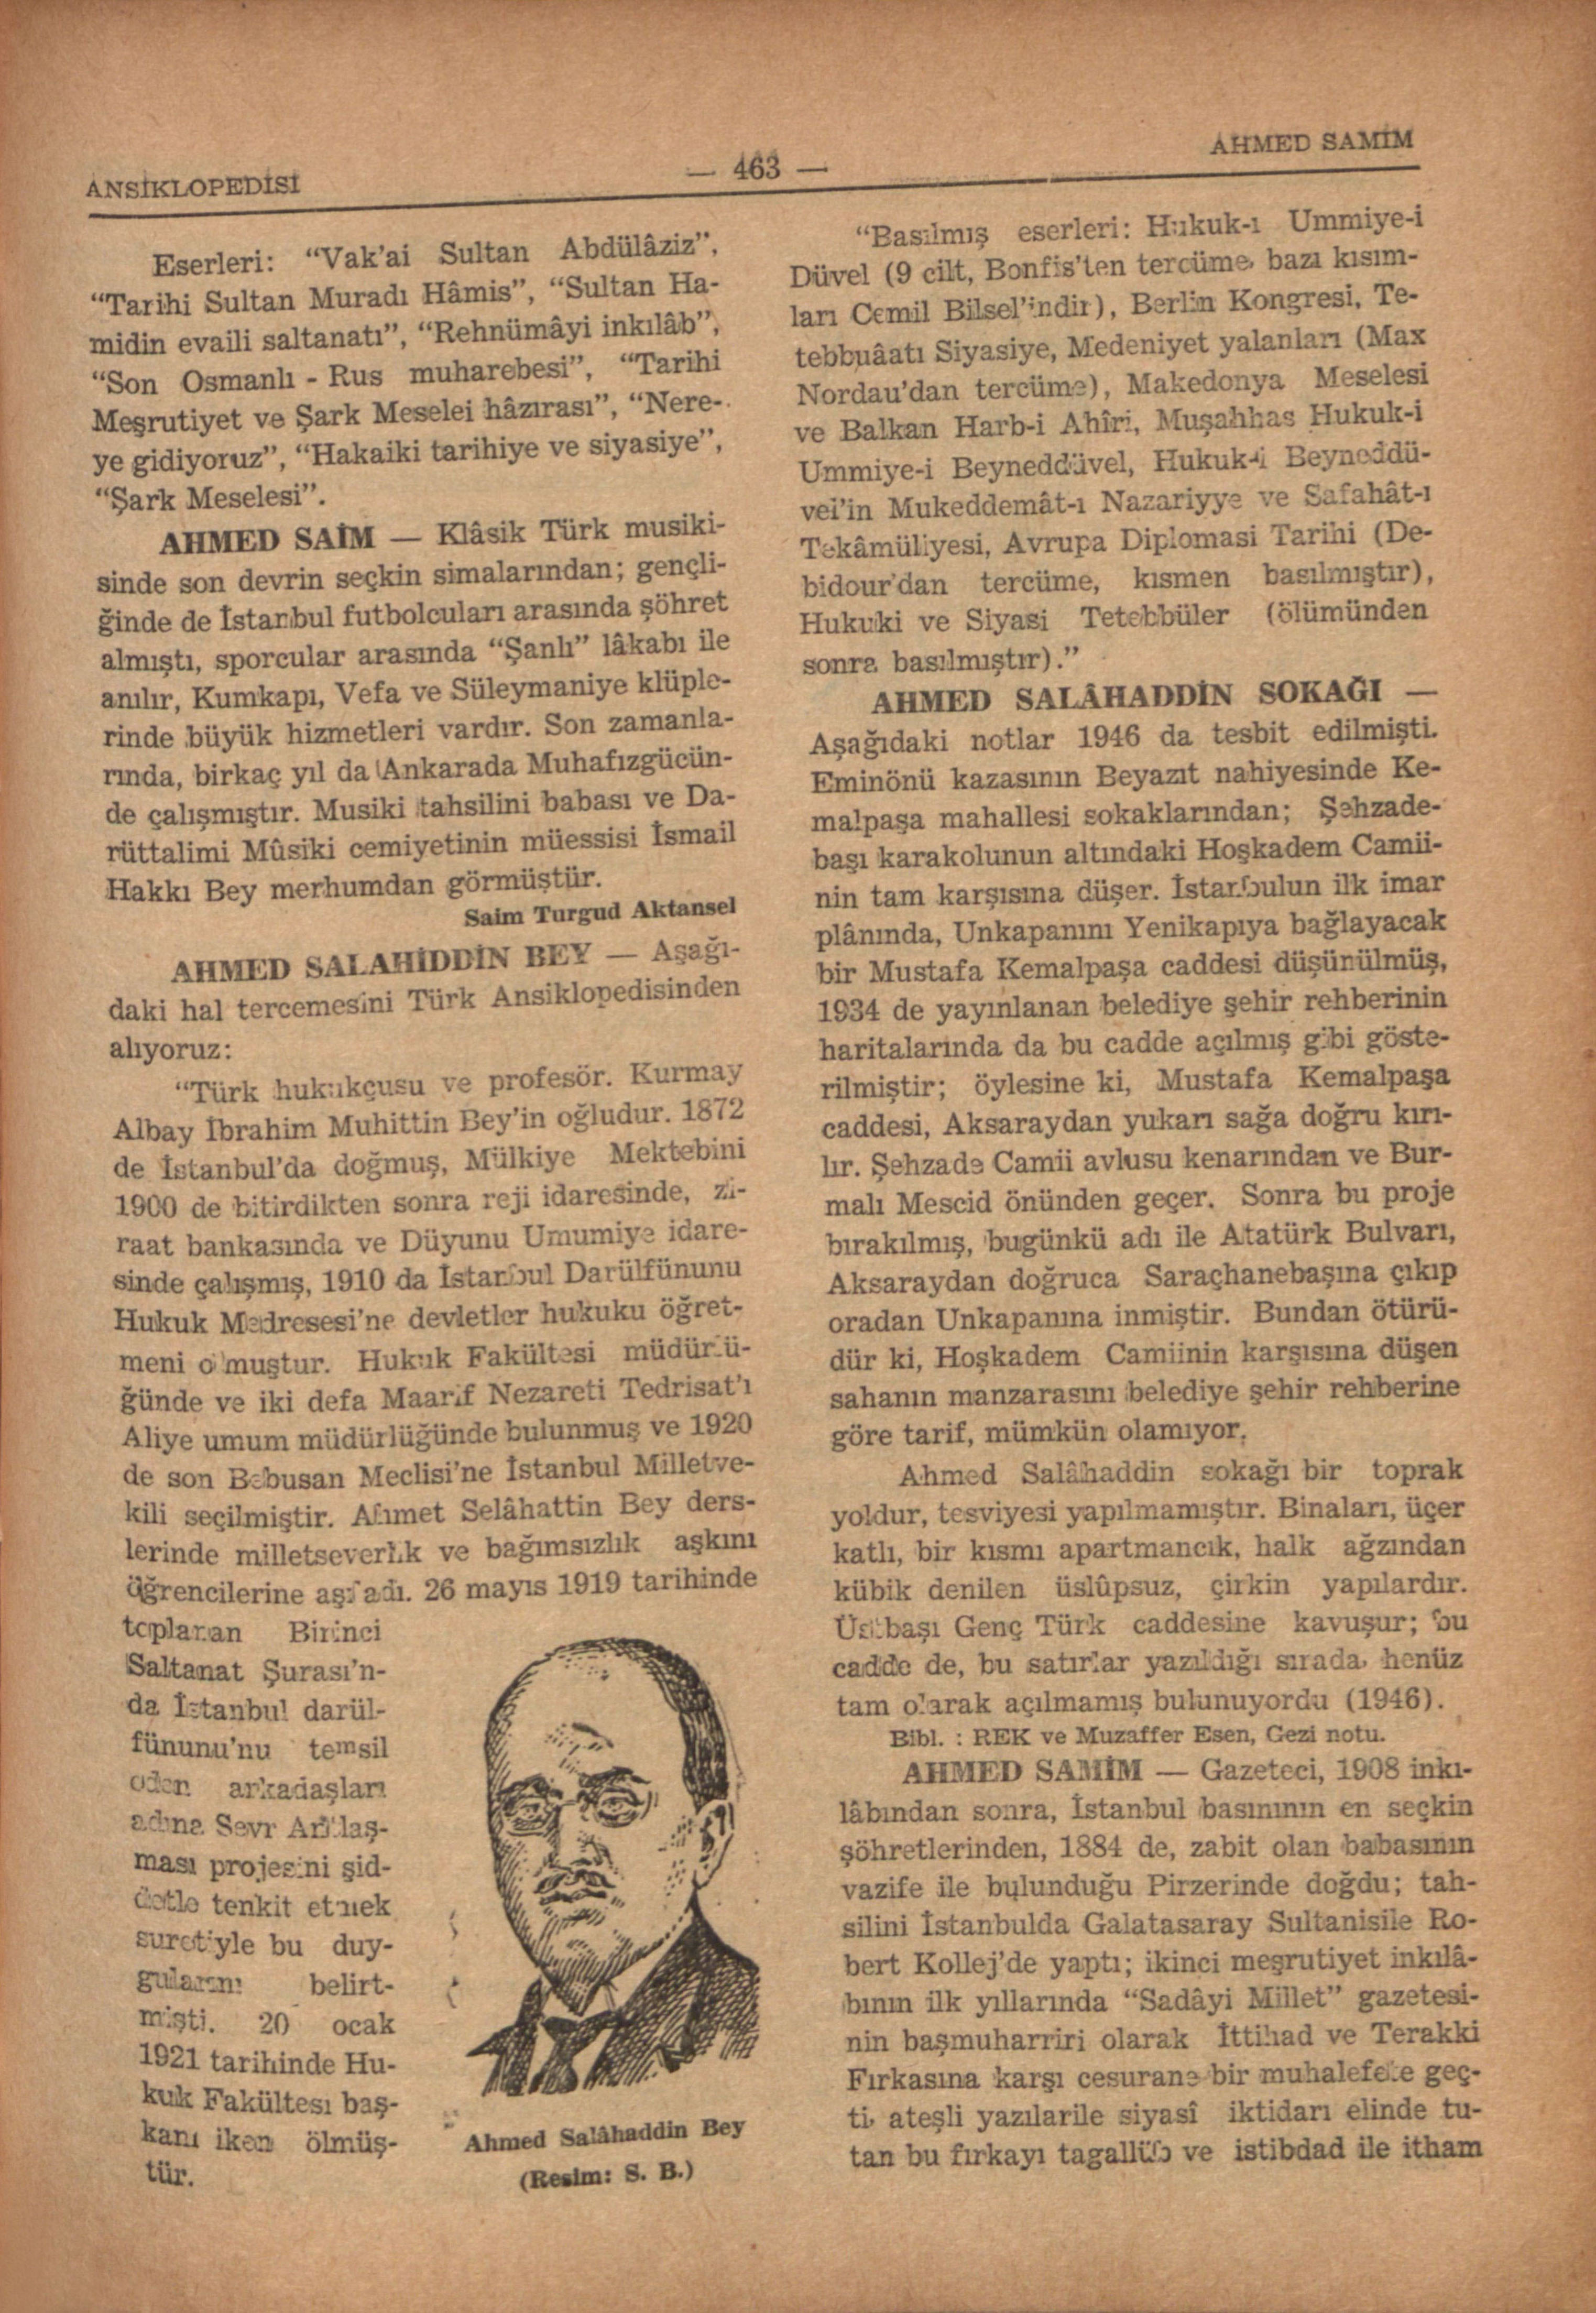 ANSİKLOPEDİSİ
— 463 —
AHMED SAMİM
Eserleri: “Vak’ai Sultan Abdülâziz”,
“Tarihi Sultan Muradı Hâmis”, “Sultan Ha-
midin evaili saltanatı”, “Rehnümâyi inkılâb”,
“Son Osmanlı - Rus muharebesi”, “Tarihi
Meşrutiyet ve Şark Meselei hâzırası”, “Nere-
ye gidiyoruz”, “Hakaiki tarihiye ve siyasiye”,
“Şark Meselesi”.
AHMED SAİM — Klâsik Türk musiki-
sinde son devrin seçkin simalarından; gençli-
ğinde de İstanbul futbolcuları arasında şöhret
almıştı, sporcular arasında “Şanlı” lâkabı ile
anılır, Kumkapı, Vefa ve Süleymaniye klüple-
rinde büyük hizmetleri vardır. Son zamanla-
rında, birkaç yıl da Ankarada Muhafızgücün-
de çalışmıştır. Musiki tahsilini babası ve Da-
rüttalimi Mûsiki cemiyetinin müessisi İsmail
Hakkı Bey merhumdan görmüştür.
Saim Turgud Aktansel
AHMED SALAHİDDİN BEY — Aşağı-
daki hal tercemesini Türk Ansiklopedisinden
alıyoruz:
“Türk hukukçusu ve profesör. Kurmay
Albay İbrahim Muhittin Bey’in oğludur. 1872
de İstanbul’da doğmuş, Mülkiye Mektebini
1900 de bitirdikten sonra reji idaresinde, zi-
raat bankasında ve Düyunu Umumiye idare-
sinde çalışmış, 1910 da İstanbul Darülfünunu
Hukuk Medresesi’ne devletler hukuku öğret-
meni olmuştur. Hukuk Fakültesi müdürlü-
ğünde ve iki defa Maarif Nezareti Tedrisat’ı
Aliye umum müdürlüğünde bulunmuş ve 1920
de son Bebusan Meclisi’ne İstanbul Milletve-
kili seçilmiştir. Ahmet Selâhattin Bey ders-
lerinde milletseverlik ve bağımsızlık aşkını
öğrencilerine aşıladı. 26 mayıs 1919 tarihinde
toplanan Birinci
Saltanat Şurası’n-
da İstanbul darül-
fünunu’nu temsil
eden arkadaşları
adına Sevr Andlaş-
ması projesini şid-
detle tenkit etmek
suretiyle bu duy-
gularını belirt-
mişti. 20 ocak
1921 tarihinde Hu-
kuk Fakültesi baş-
kanı iken ölmüş-
tür.
Ahmed Salâhaddin Bey
(Resim: S. B.)
“Basılmış eserleri: Hukuk-ı Ummiye-i
Düvel (9 cilt, Bonfis’ten tercüme, bazı kısım-
ları Cemil Bilsel’indir), Berlin Kongresi, Te-
tebbuâatı Siyasiye, Medeniyet yalanları (Max
Nordau’dan tercüme), Makedonya Meselesi
ve Balkan Harb-i Ahîri, Muşahhas Hukuk-i
Ummiye-i Beyneddüvel, Hukuk-i Beyneddü-
vel’in Mukeddemât-ı Nazariyye ve Safahât-ı
Tekâmüliyesi, Avrupa Diplomasi Tarihi (De-
bidour’dan tercüme, kısmen basılmıştır),
Hukuki ve Siyasi Tetebbüler (ölümünden
sonra basılmıştır).”
AHMED SALÂHADDİN SOKAĞI —
Aşağıdaki notlar 1946 da tesbit edilmişti.
Eminönü kazasının Beyazıt nahiyesinde Ke-
malpaşa mahallesi sokaklarından; Şehzade-
başı karakolunun altındaki Hoşkadem Camii-
nin tam karşısına düşer. İstanbulun ilk imar
plânında, Unkapanını Yenikapıya bağlayacak
bir Mustafa Kemalpaşa caddesi düşünülmüş,
1934 de yayınlanan belediye şehir rehberinin
haritalarında da bu cadde açılmış gibi göste-
rilmiştir; öylesine ki, Mustafa Kemalpaşa
caddesi, Aksaraydan yukarı sağa doğru kırı-
lır. Şehzade Camii avlusu kenarından ve Bur-
malı Mescid önünden geçer. Sonra bu proje
bırakılmış, bugünkü adı ile Atatürk Bulvarı,
Aksaraydan doğruca Saraçhanebaşına çıkıp
oradan Unkapanına inmiştir. Bundan ötürü-
dür ki, Hoşkadem Camiinin karşısına düşen
sahanın manzarasını belediye şehir rehberine
göre tarif, mümkün olamıyor.
Ahmed Salâhaddin sokağı bir toprak
yoldur, tesviyesi yapılmamıştır. Binaları, üçer
katlı, bir kısmı apartmancık, halk ağzından
kübik denilen üslûpsuz, çirkin yapılardır.
Üstbaşı Genç Türk caddesine kavuşur; bu
cadde de, bu satırlar yazıldığı sırada henüz
tam olarak açılmamış bulunuyordu (1946).
Bibl. : REK ve Muzaffer Esen, Gezi notu.
AHMED SAMİM — Gazeteci, 1908 inkı-
lâbından sonra, İstanbul basınının en seçkin
şöhretlerinden, 1884 de, zabit olan babasının
vazife ile bulunduğu Pirzerinde doğdu; tah-
silini İstanbulda Galatasaray Sultanisile Ro-
bert Kollej’de yaptı; ikinci meşrutiyet inkılâ-
bının ilk yıllarında “Sadâyi Millet” gazetesi-
nin başmuharriri olarak İttihad ve Terakki
Fırkasına karşı cesurane bir muhalefete geç-
ti, ateşli yazılarile siyasî iktidarı elinde tu-
tan bu fırkayı tagallüb ve istibdad ile itham